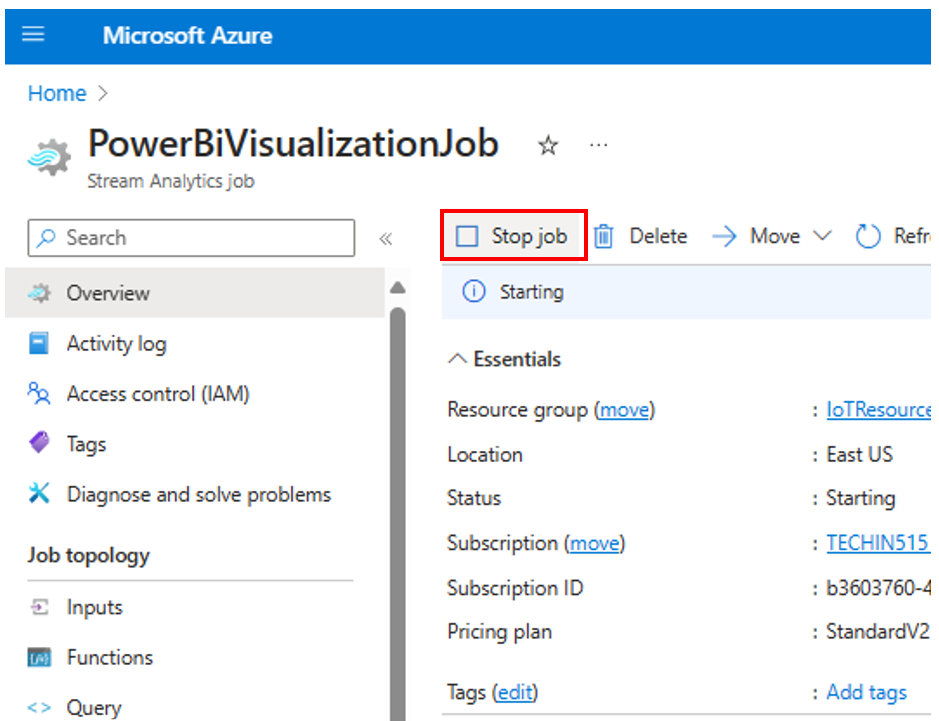 Microsoft Azure
Home
PowerBiVisualizationJob
Stream Analytics job
Search
Stop job
Delete
Move
Refr
Overview
Starting
Activity log
Essentials
Access control (IAM)
Resource group (move) : IoTResource
Tags
Location : East US
Diagnose and solve problems
Status : Starting
Job topology
Subscription (move) : TECHIN515
Subscription ID : b3603760-4
Inputs
Pricing plan : StandardV2
Functions
Tags (edit) : Add tags
Query